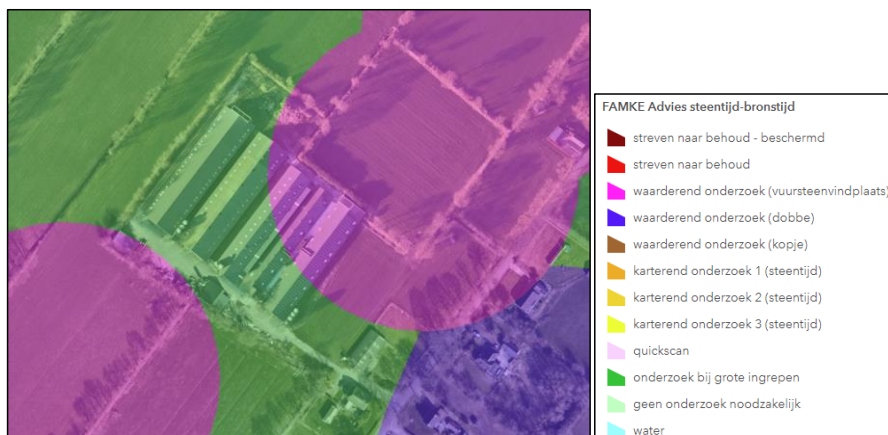 FAMKE Advies steentijd-bronstijd
streven naar behoud - beschermd
streven naar behoud
waarderend onderzoek (vuursteenvindplaats)
waarderend onderzoek (dobbe)
waarderend onderzoek (kopje)
karterend onderzoek 1 (steentijd)
karterend onderzoek 2 (steentijd)
karterend onderzoek 3 (steentijd)
quickscan
onderzoek bij grote ingrepen
geen onderzoek noodzakelijk
water